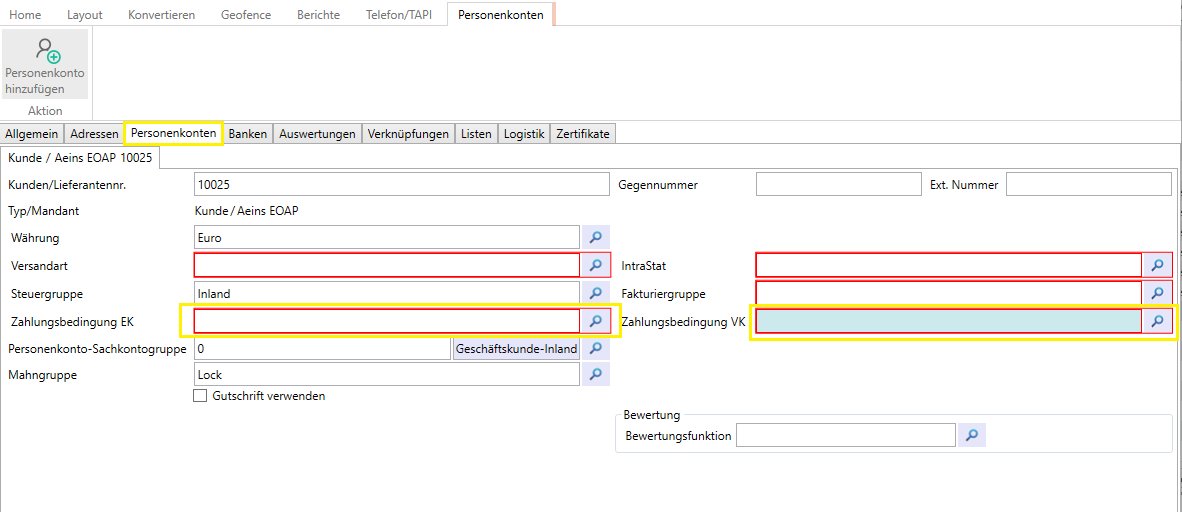 Home Layout Konvertieren Geofence Berichte Telefon/TAPI Personenkonten
Personenkonto
hinzufügen
Aktion
Allgemein Adressen Personenkonten Banken Auswertungen Verknüpfungen Listen Logistik Zertifikate
Kunde / Aeins EOAP 10025
Kunden/Lieferantennr. 10025 Gegennummer Ext. Nummer
Typ/Mandant Kunde/Aeins EOAP
Währung Euro
Versandart IntraStat
Steuergruppe Inland Fakturiergruppe
Zahlungsbedingung EK Zahlungsbedingung VK
Personenkonto-Sachkontogruppe 0 Geschäftskunde-Inland
Mahngruppe Lock
Gutschrift verwenden
Bewertung
Bewertungsfunktion